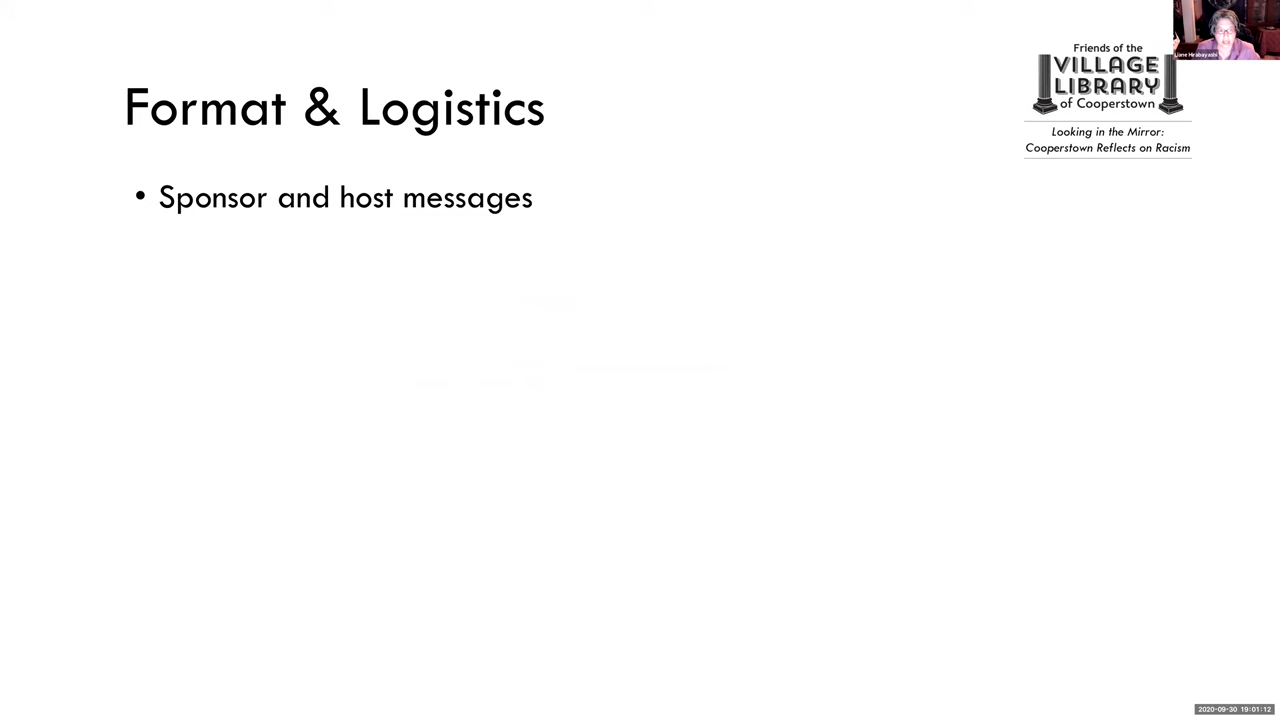 Format & Logistics
• Sponsor and host messages
Friends of the
VILLAGE
LIBRARY
of Cooperstown
Looking in the Mirror:
Cooperstown Reflects on Racism
Jane Hirabayashi
2020-09-30 19:01:12